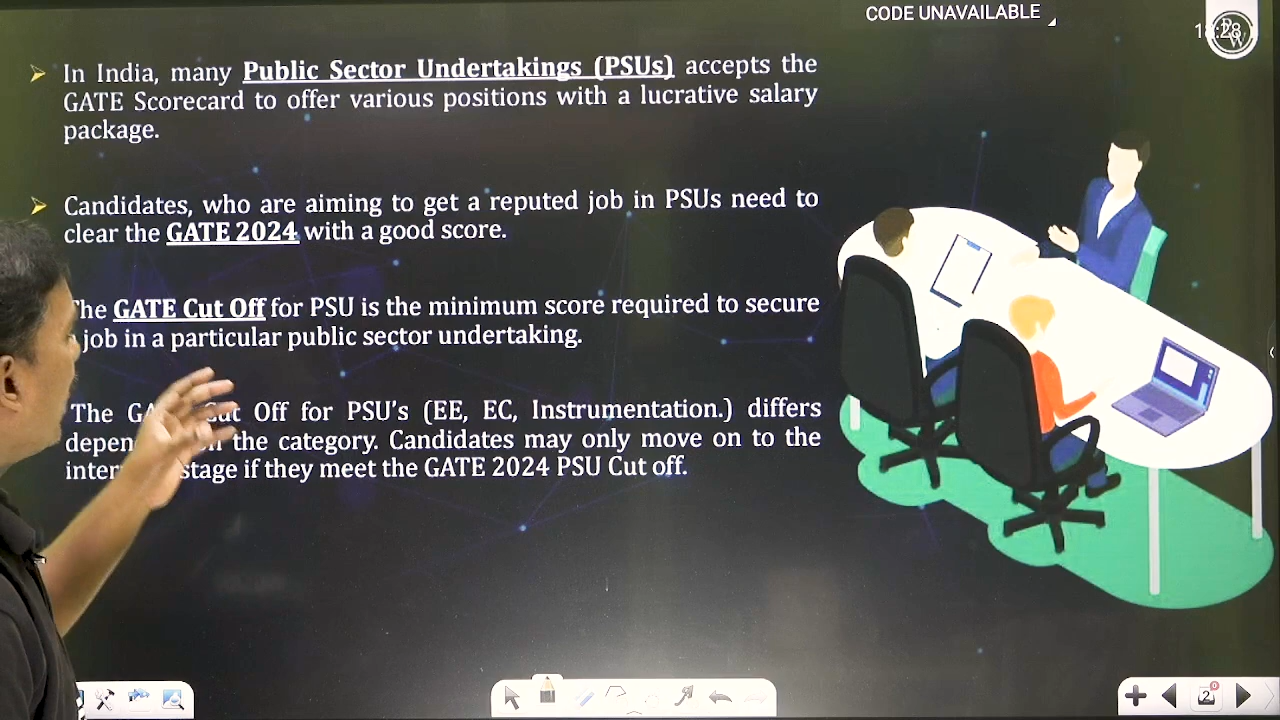 CODE UNAVAILABLE
In India, many Public Sector Undertakings (PSUs) accepts the
GATE Scorecard to offer various positions with a lucrative salary
package.
Candidates, who are aiming to get a reputed job in PSUs need to
clear the GATE 2024 with a good score.
The GATE Cut Off for PSU is the minimum score required to secure
job in a particular public sector undertaking.
The Cut Off for PSU's (EE, EC, Instrumentation.) differs
the category. Candidates may only move on to the
stage if they meet the GATE 2024 PSU Cut off.
2